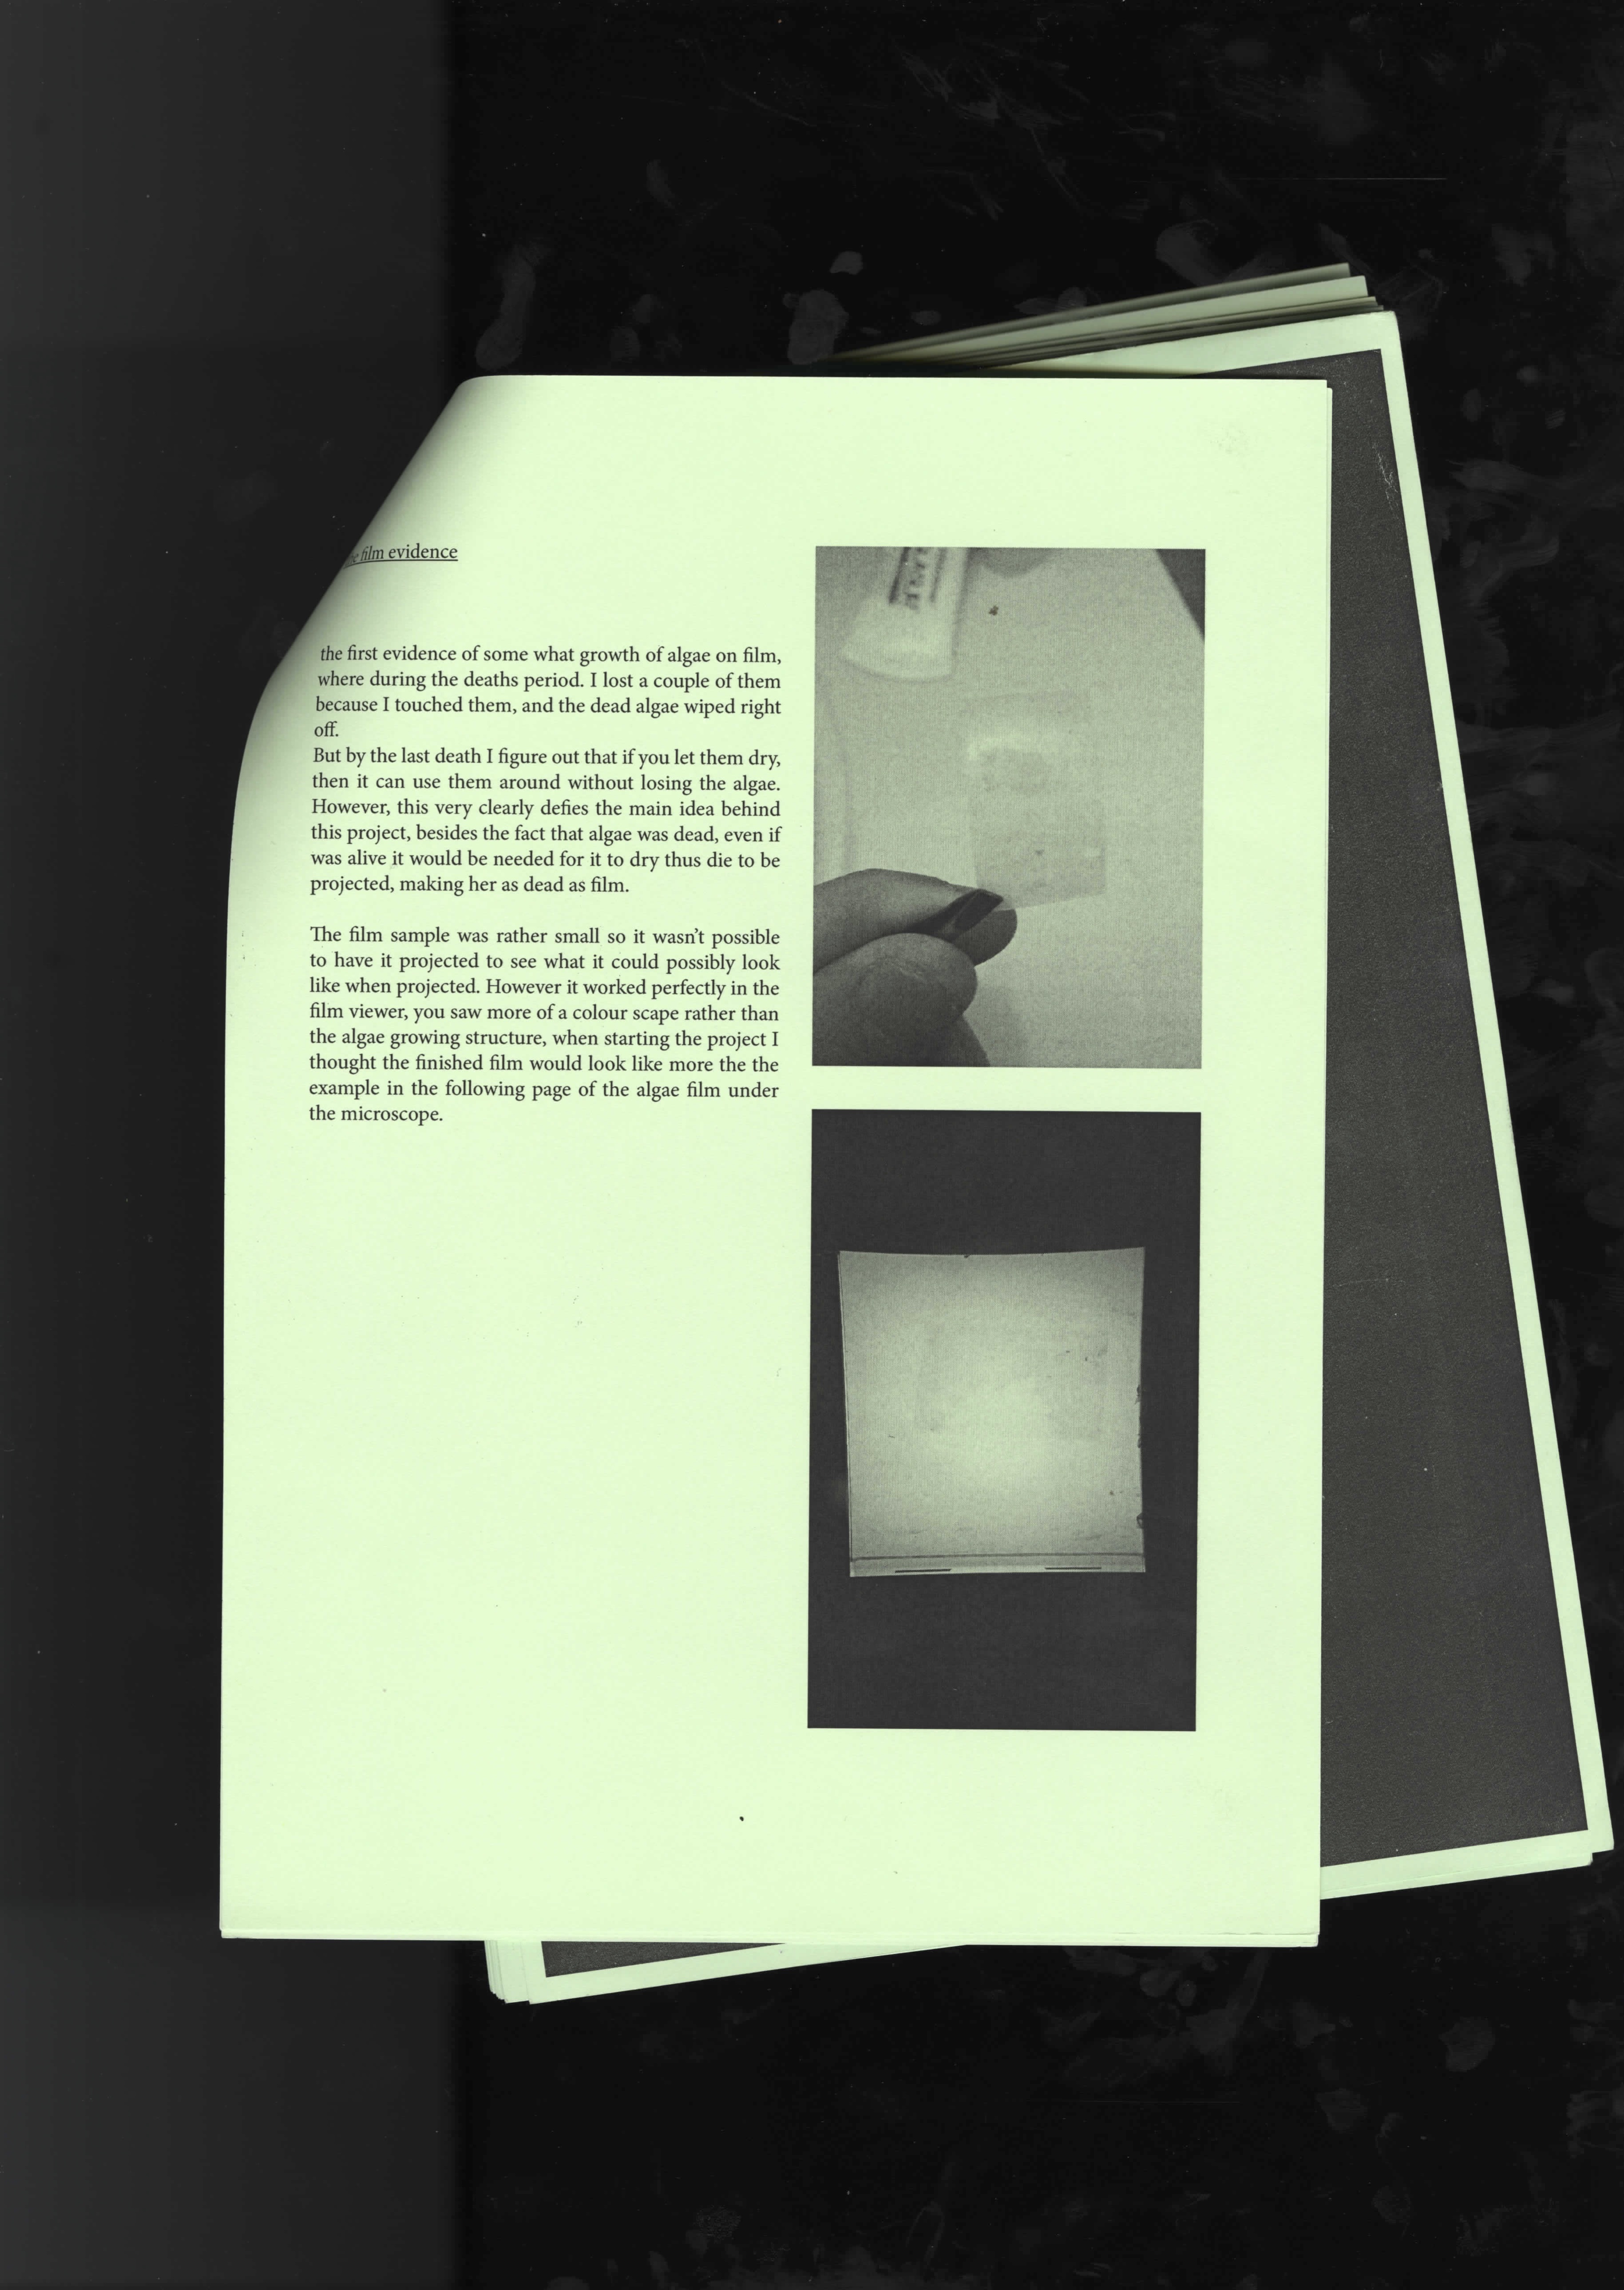 film evidence
the first evidence of some what growth of algae on film,
where during the deaths period. I lost a couple of them
because I touched them, and the dead algae wiped right
off.
But by the last death I figure out that if you let them dry,
then it can use them around without losing the algae.
However, this very clearly defies the main idea behind
this project, besides the fact that algae was dead, even if
was alive it would be needed for it to dry thus die to be
projected, making her as dead as film.
The film sample was rather small so it wasn't possible
to have it projected to see what it could possibly look
like when projected. However it worked perfectly in the
film viewer, you saw more of a colour scape rather than
the algae growing structure, when starting the project I
thought the finished film would look like more the the
example in the following page of the algae film under
the microscope.